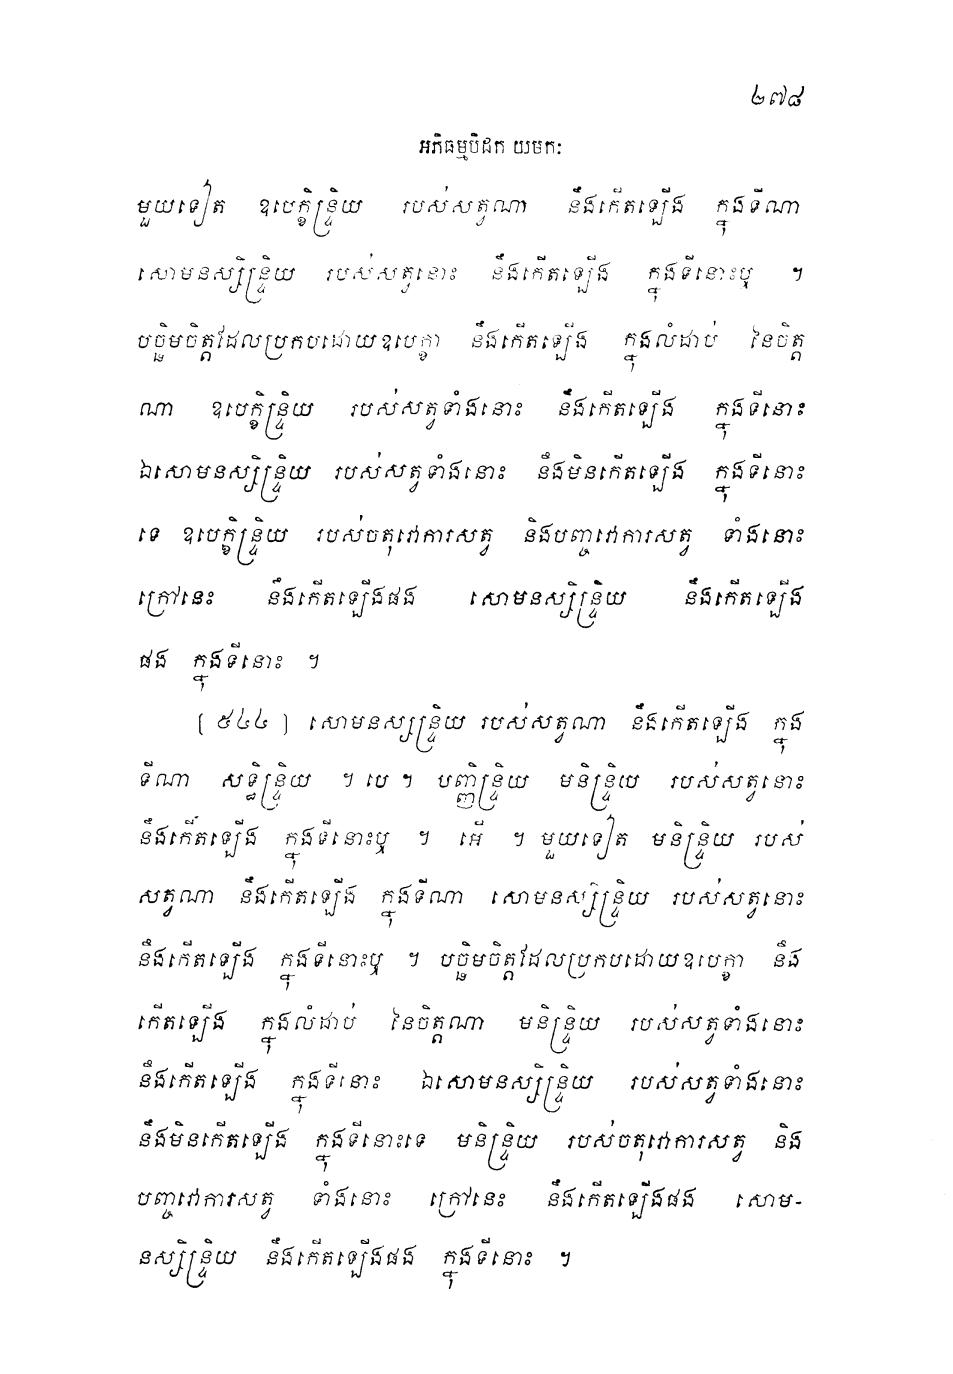 ២៧៨
អភិធម្មបិដក យមកៈ
មួយទៀត ឧបេក្ខិន្ទ្រិយ របស់សត្វណា នឹងកើតឡើង ក្នុងទីណា
សោមនស្សិន្ទ្រិយ របស់សត្វនោះ នឹងកើតឡើង ក្នុងទីនោះឬ ។
បច្ឆិមចិត្តដែលប្រកបដោយឧបេក្ខា នឹងកើតឡើង ក្នុងលំដាប់ នៃចិត្ត
ណា ឧបេក្ខិន្ទ្រិយ របស់សត្វទាំងនោះ នឹងកើតឡើង ក្នុងទីនោះ
ឯសោមនស្សិន្ទ្រិយ របស់សត្វទាំងនោះ នឹងមិនកើតឡើង ក្នុងទីនោះ
ទេ ឧបេក្ខិន្ទ្រិយ របស់ចតុវោការសត្វ និងបញ្ចវោការសត្វ ទាំងនោះ
ក្រៅនេះ នឹងកើតឡើងផង សោមនស្សិន្ទ្រិយ នឹងកើតឡើង
ផង ក្នុងទីនោះ ។
(៥៤៤) សោមនស្សិន្ទ្រិយ របស់សត្វណា នឹងកើតឡើង ក្នុង
ទីណា សទ្ធិន្ទ្រិយ ។ បេ ។ បញ្ញិន្ទ្រិយ មនិន្ទ្រិយ របស់សត្វនោះ
នឹងកើតឡើង ក្នុងទីនោះឬ ។ អើ ។ មួយទៀត មនិន្ទ្រិយ របស់
សត្វណា នឹងកើតឡើង ក្នុងទីណា សោមនស្សិន្ទ្រិយ របស់សត្វនោះ
នឹងកើតឡើង ក្នុងទីនោះឬ ។ បច្ឆិមចិត្តដែលប្រកបដោយឧបេក្ខា នឹង
កើតឡើង ក្នុងលំដាប់ នៃចិត្តណា មនិន្ទ្រិយ របស់សត្វទាំងនោះ
នឹងកើតឡើង ក្នុងទីនោះ ឯសោមនស្សិន្ទ្រិយ របស់សត្វទាំងនោះ
នឹងមិនកើតឡើង ក្នុងទីនោះទេ មនិន្ទ្រិយ របស់ចតុវោការសត្វ និង
បញ្ចវោការសត្វ ទាំងនោះ ក្រៅនេះ នឹងកើតឡើងផង សោម-
នស្សិន្ទ្រិយ នឹងកើតឡើងផង ក្នុងទីនោះ ។